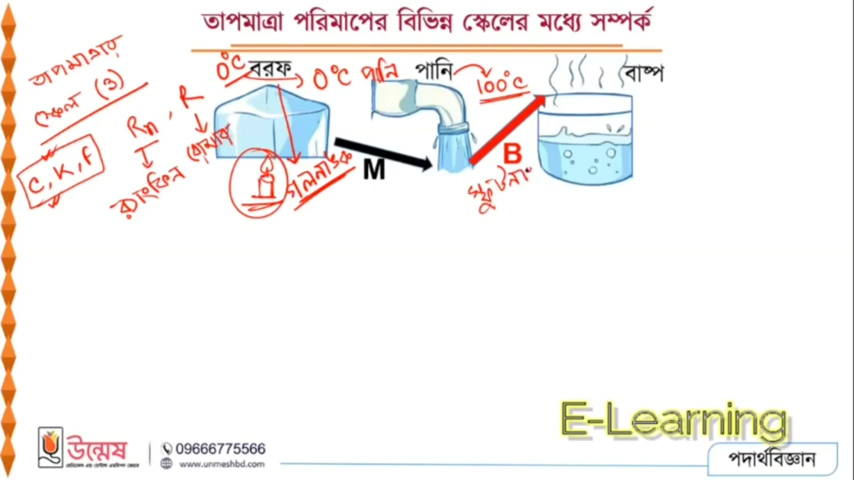 তাপমাত্রা পরিমাপের বিভিন্ন স্কেলের মধ্যে সম্পর্ক
তাপমাত্রার
স্কেল (৩)
C, K, F
Rn, R
র‍্যাংকিন রোমার
0°C বরফ
0°C পানি
পানি
100°C
বাষ্প
M
গলনাঙ্ক
B
স্ফুটনা
E-Learning
উন্মেষ
09666775566
www.unmeshbd.com
পদার্থবিজ্ঞান